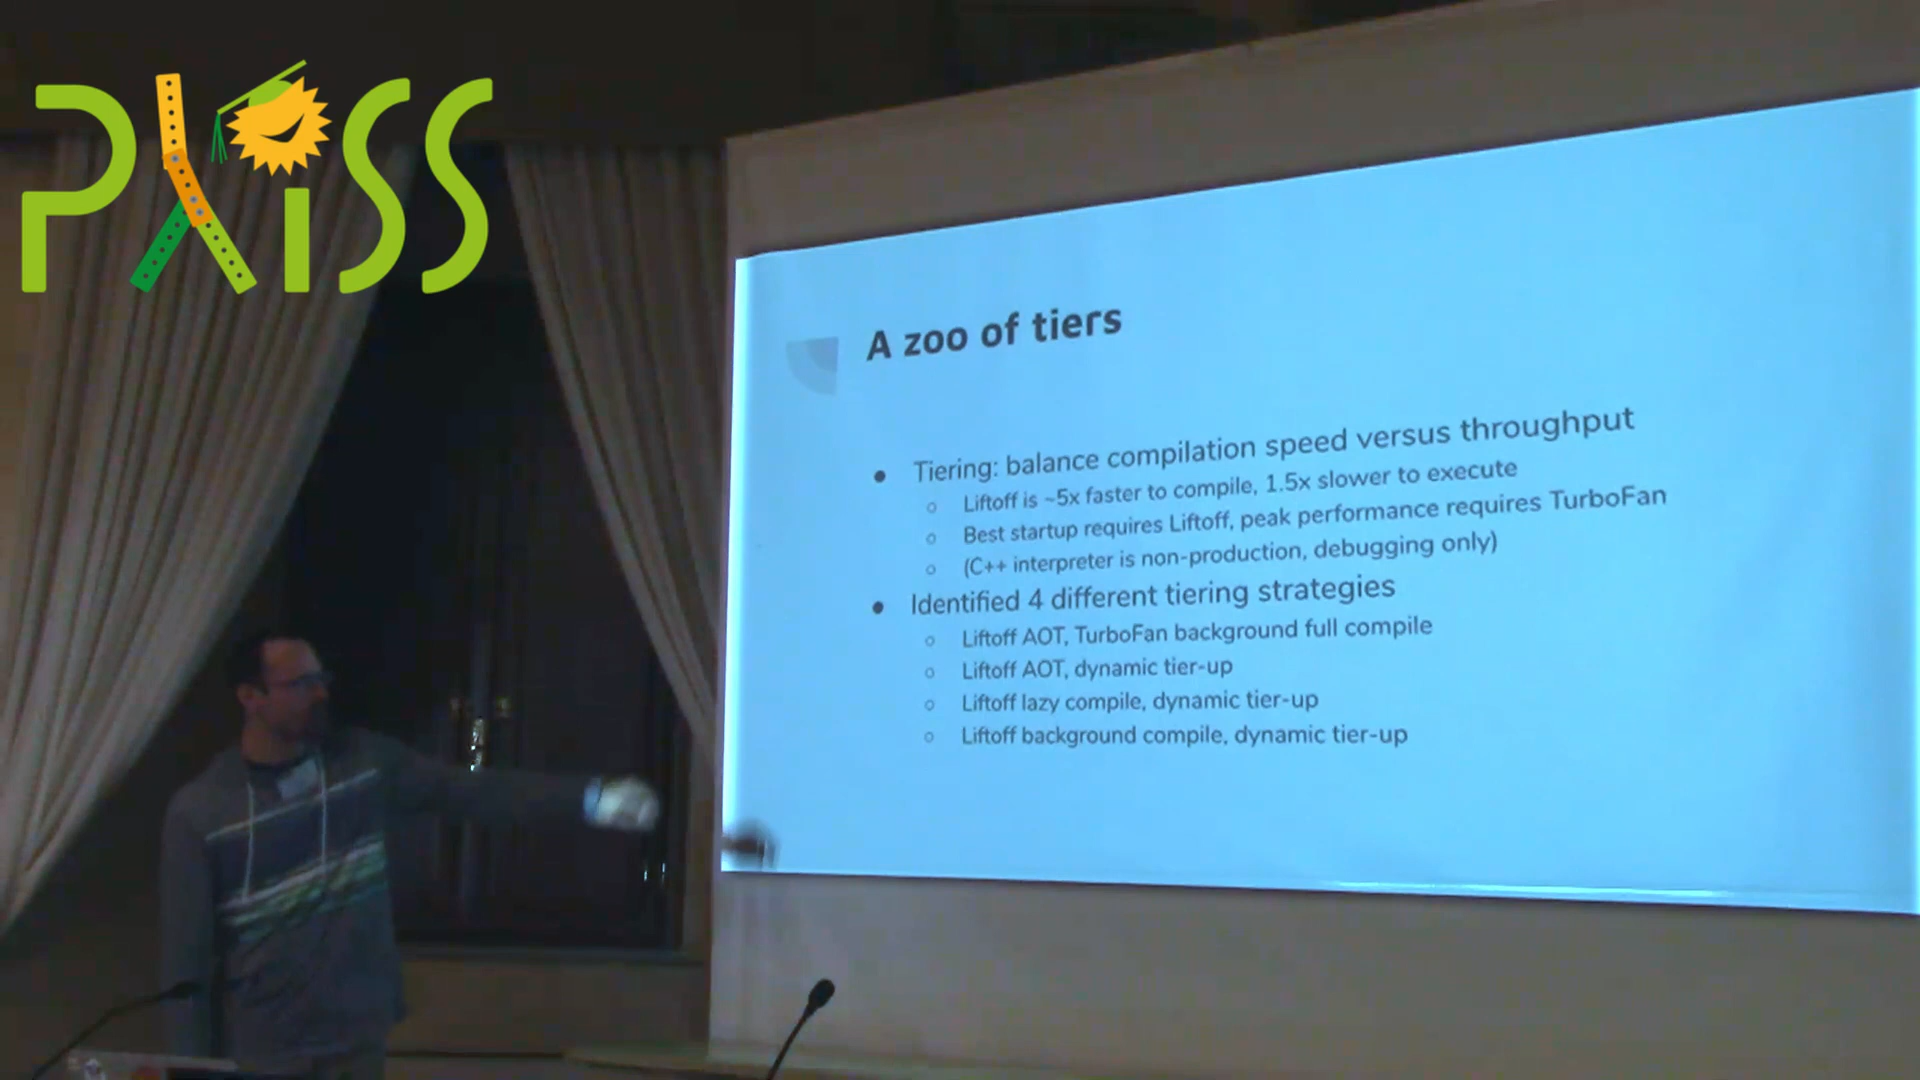 PLISS
A zoo of tiers
● Tiering: balance compilation speed versus throughput
○ Liftoff is ~5x faster to compile, 1.5x slower to execute
○ Best startup requires Liftoff, peak performance requires TurboFan
○ (C++ interpreter is non-production, debugging only)
● Identified 4 different tiering strategies
○ Liftoff AOT, TurboFan background full compile
○ Liftoff AOT, dynamic tier-up
○ Liftoff lazy compile, dynamic tier-up
○ Liftoff background compile, dynamic tier-up